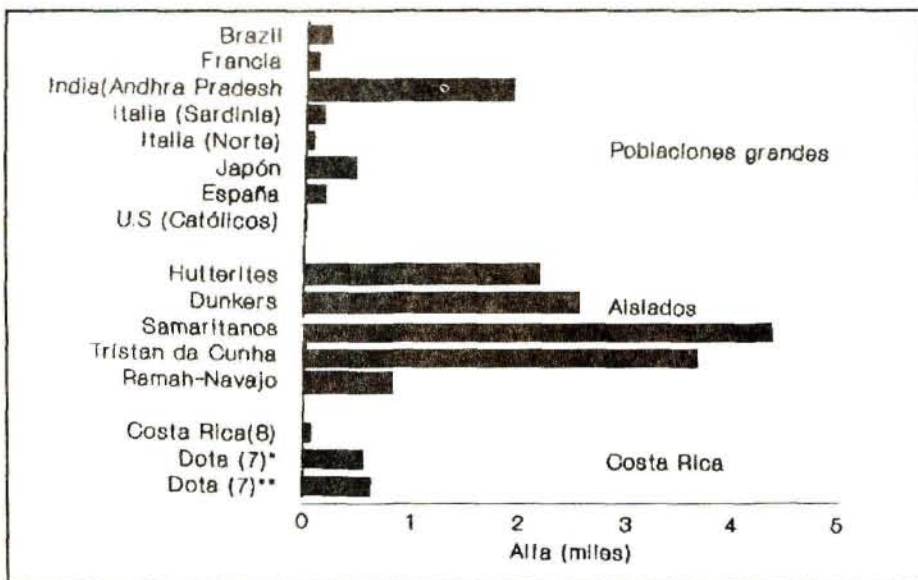 Brazil
Francia
India(Andhra Pradesh
Italia (Sardinia)
Italia (Norte)
Japón
España
U.S (Católicos)
Poblaciones grandes
Hutterites
Dunkers
Samaritanos
Tristan da Cunha
Ramah-Navajo
Aislados
Costa Rica(8)
Dota (7)*
Dota (7)**
Costa Rica
0 1 2 3 4 5
Alfa (miles)